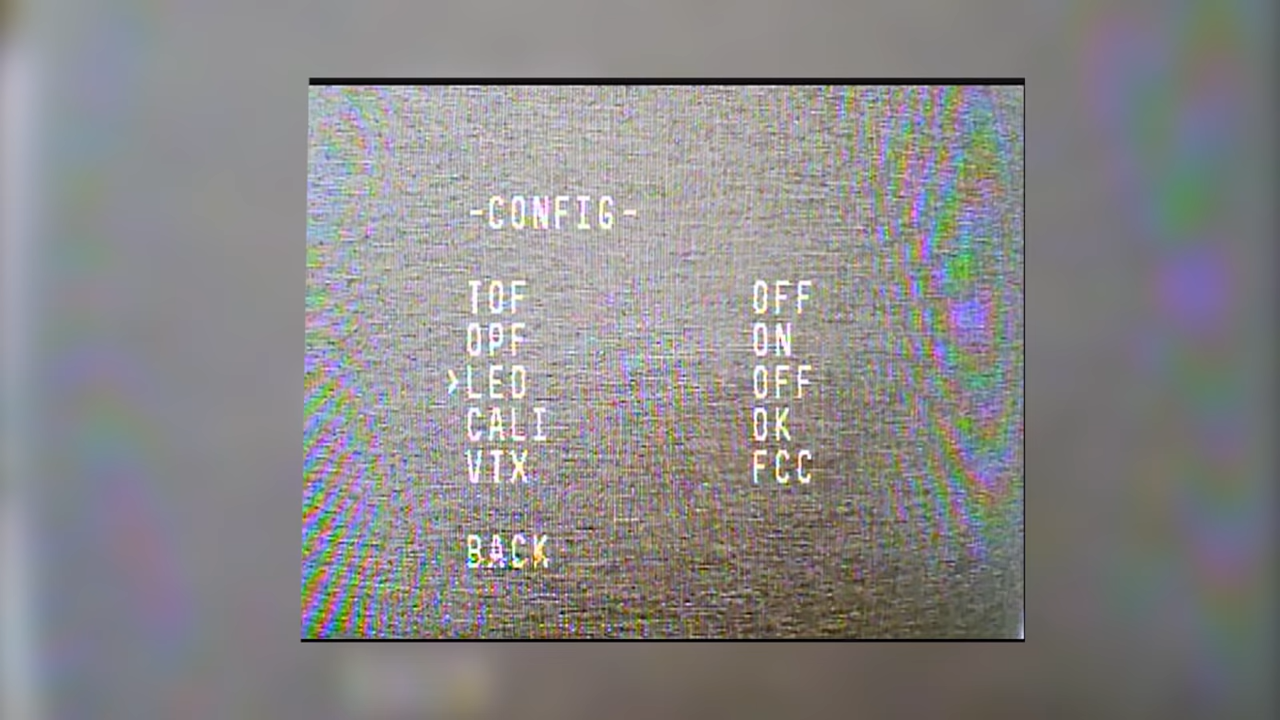 -CONFIG-
TOF OFF
OPF ON
>LED OFF
CALI OK
VTX FCC
BACK